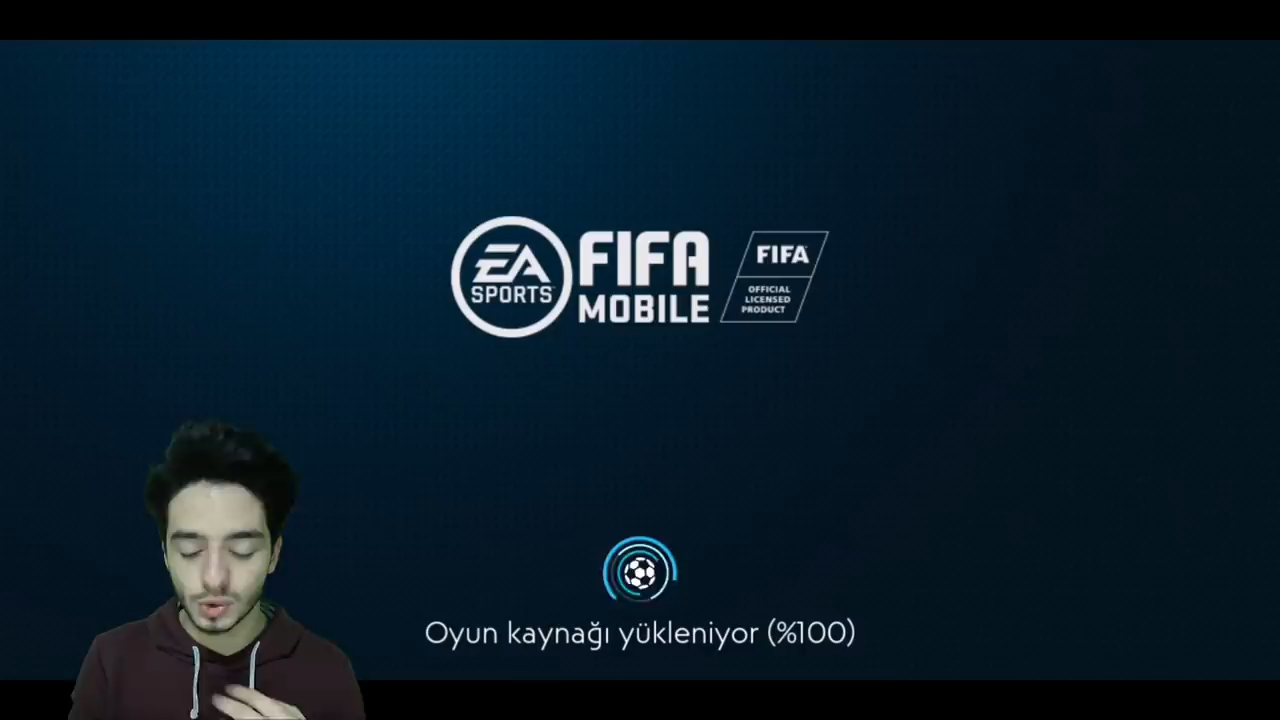 EA
SPORTS
FIFA
MOBILE
FIFA
OFFICIAL
LICENSED
PRODUCT
Oyun kaynağı yükleniyor (%100)